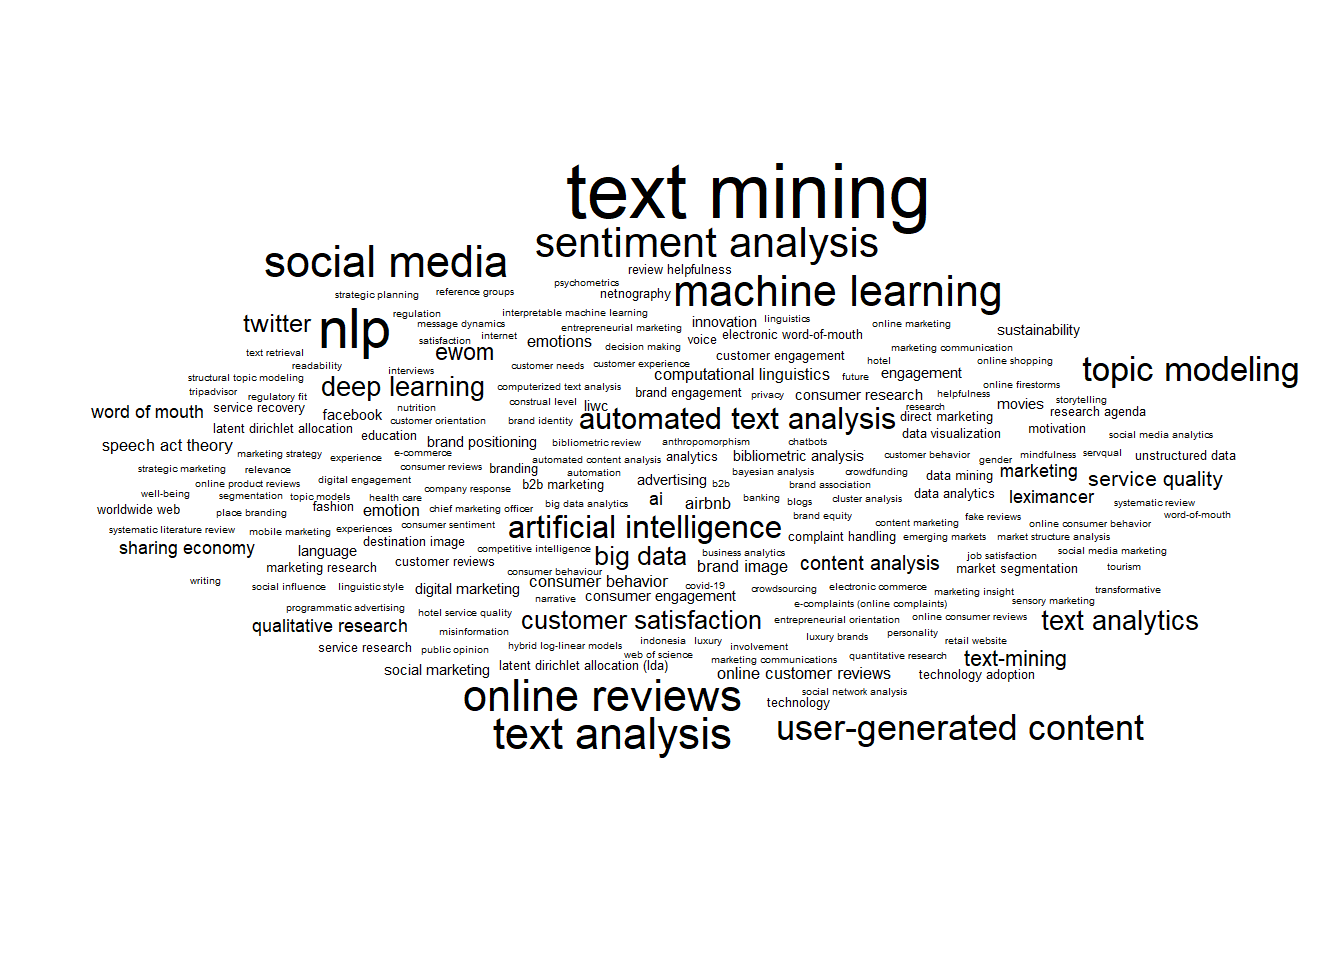 text mining
sentiment analysis
social media
review helpfulness
psychometrics
machine learning
strategic planning
reference groups
netnography
regulation
interpretable machine learning
twitter
nlp
message dynamics
entrepreneurial marketing
innovation
linguistics
online marketing
sustainability
satisfaction
internet
emotions
decision making
voice
electronic word-of-mouth
text retrieval
ewom
customer engagement
marketing communication
readability
interviews
customer needs
customer experience
hotel
online shopping
topic modeling
structural topic modeling
deep learning
computational linguistics
future
engagement
tripadvisor
regulatory fit
computerized text analysis
brand engagement
privacy
consumer research
helpfulness
online firestorms
storytelling
word of mouth
service recovery
facebook
nutrition
construal level
liwc
research
movies
research agenda
latent dirichlet allocation
customer orientation
brand identity
automated text analysis
direct marketing
motivation
speech act theory
education
brand positioning
bibliometric review
anthropomorphism
chatbots
data visualization
social media analytics
marketing strategy
experience
e-commerce
automated content analysis
analytics
bibliometric analysis
customer behavior
gender
mindfulness
servqual
unstructured data
strategic marketing
relevance
consumer reviews
branding
automation
bayesian analysis
crowdfunding
data mining
marketing
service quality
online product reviews
digital engagement
b2b marketing
advertising
b2b
brand association
well-being
segmentation
topic models
health care
company response
ai
banking
blogs
cluster analysis
data analytics
leximancer
worldwide web
place branding
fashion
emotion
chief marketing officer
big data analytics
airbnb
systematic review
systematic literature review
mobile marketing
experiences
consumer sentiment
artificial intelligence
brand equity
content marketing
fake reviews
online consumer behavior
word-of-mouth
sharing economy
language
destination image
competitive intelligence
complaint handling
emerging markets
market structure analysis
marketing research
customer reviews
big data
business analytics
brand image
content analysis
job satisfaction
market segmentation
social media marketing
tourism
writing
social influence
linguistic style
digital marketing
consumer behaviour
consumer behavior
covid-19
crowdsourcing
electronic commerce
marketing insight
transformative
programmatic advertising
hotel service quality
narrative
consumer engagement
e-complaints (online complaints)
sensory marketing
qualitative research
misinformation
customer satisfaction
entrepreneurial orientation
online consumer reviews
text analytics
service research
public opinion
hybrid log-linear models
indonesia
luxury
involvement
luxury brands
personality
retail website
social marketing
latent dirichlet allocation (lda)
web of science
marketing communications
quantitative research
text-mining
online customer reviews
technology adoption
online reviews
social network analysis
technology
text analysis
user-generated content